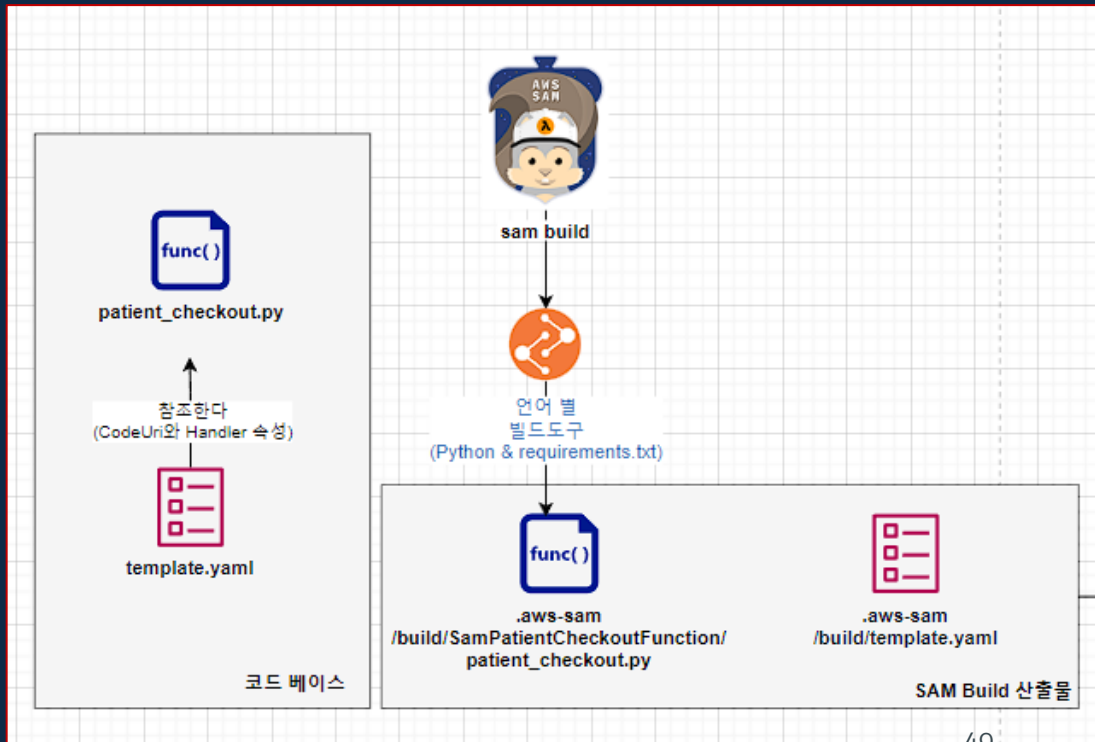 AWS
SAM
sam build
func( )
patient_checkout.py
참조한다
(CodeUri와 Handler 속성)
template.yaml
코드 베이스
언어 별
빌드도구
(Python & requirements.txt)
func( )
.aws-sam
/build/SamPatientCheckoutFunction/
patient_checkout.py
.aws-sam
/build/template.yaml
SAM Build 산출물